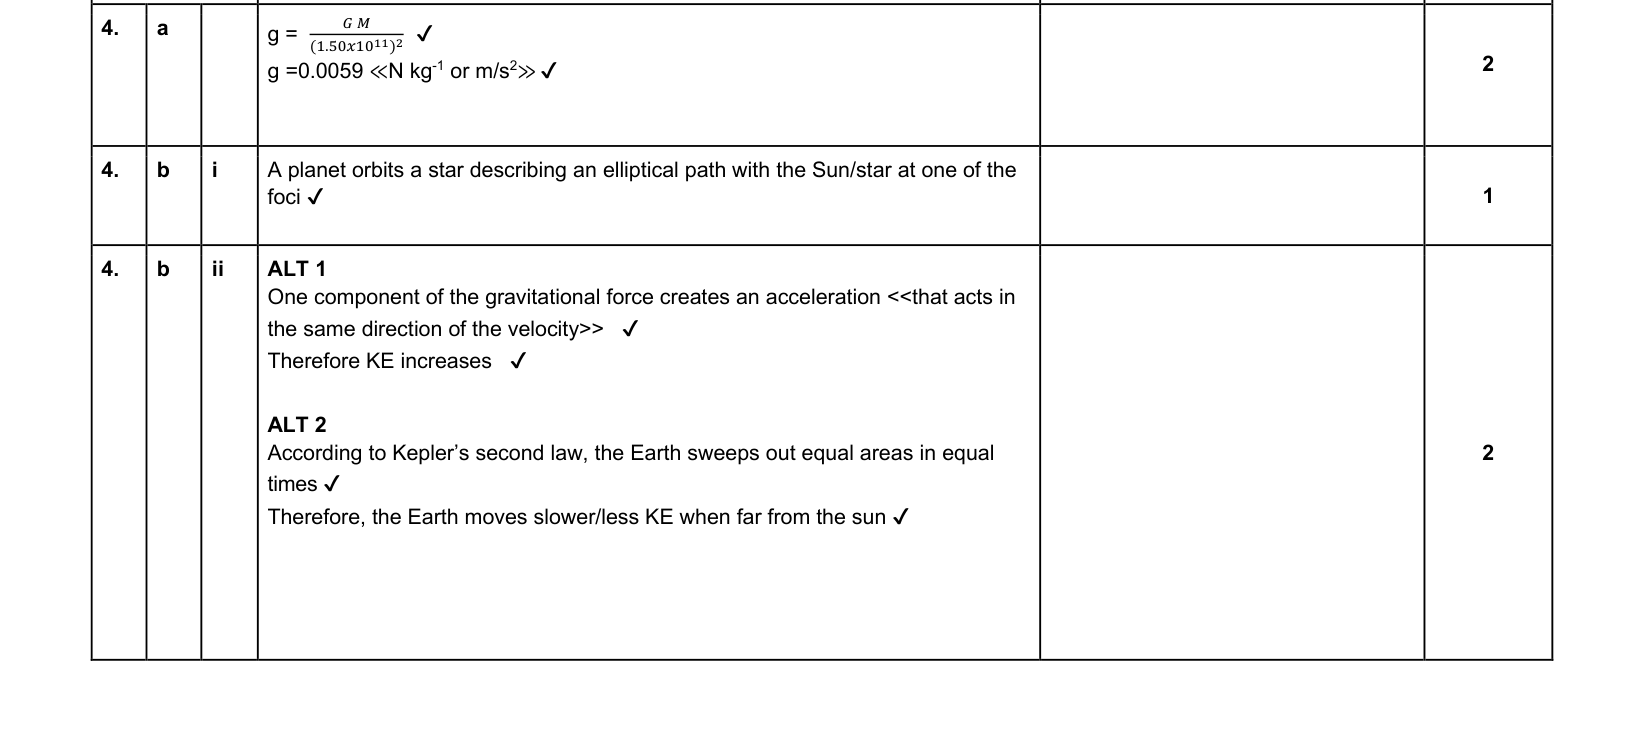 4. a g = G M / (1.50x10¹¹)² ✓
g =0.0059 ≪N kg⁻¹ or m/s²≫ ✓
2
4. b i A planet orbits a star describing an elliptical path with the Sun/star at one of the
foci ✓
1
4. b ii ALT 1
One component of the gravitational force creates an acceleration <<that acts in
the same direction of the velocity>> ✓
Therefore KE increases ✓
ALT 2
According to Kepler’s second law, the Earth sweeps out equal areas in equal
times ✓
Therefore, the Earth moves slower/less KE when far from the sun ✓
2